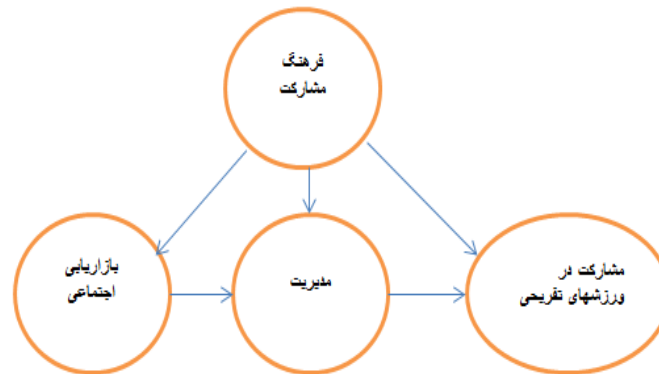 فرهنگ
مشارکت
بازاریابی
اجتماعی
مدیریت
مشارکت در
ورزشهای تفریحی